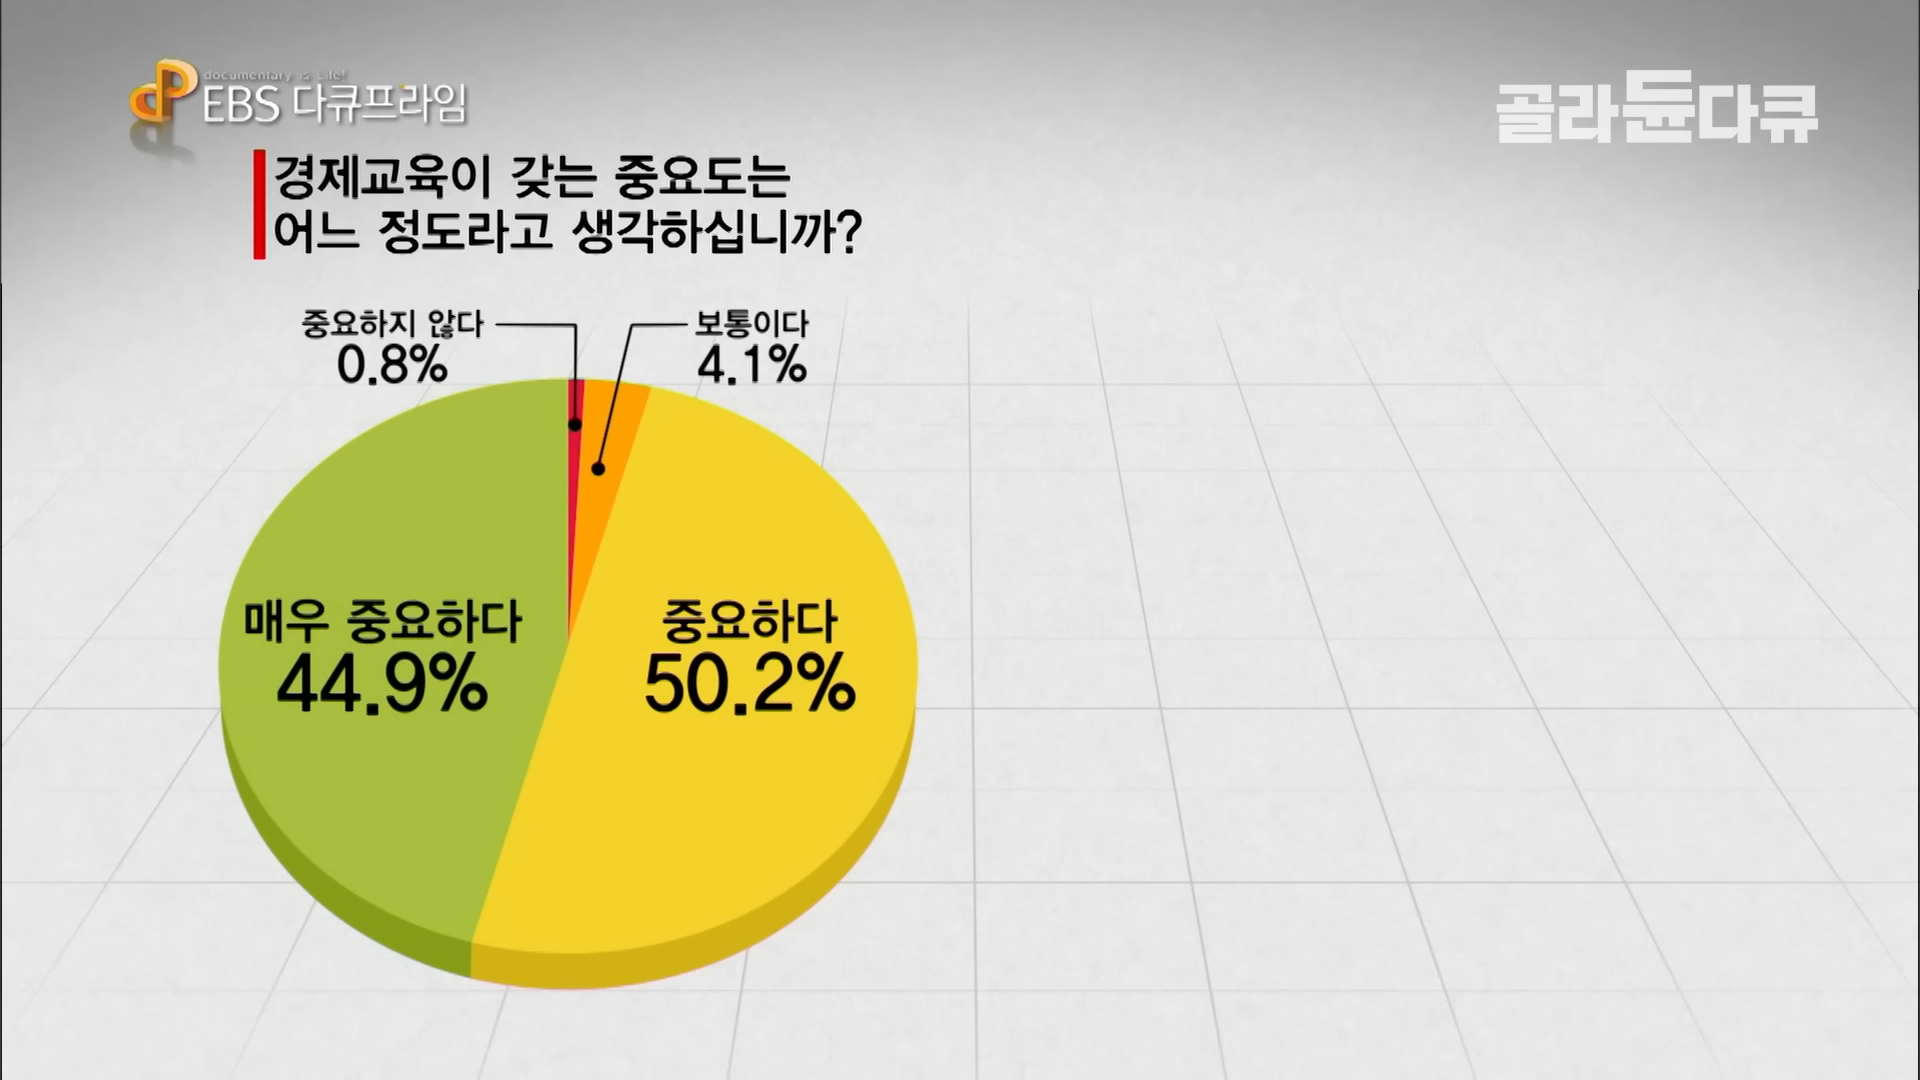 documentary is Life!
EBS 다큐프라임
골라듄다큐
경제교육이 갖는 중요도는
어느 정도라고 생각하십니까?
중요하지 않다
0.8%
보통이다
4.1%
매우 중요하다
44.9%
중요하다
50.2%